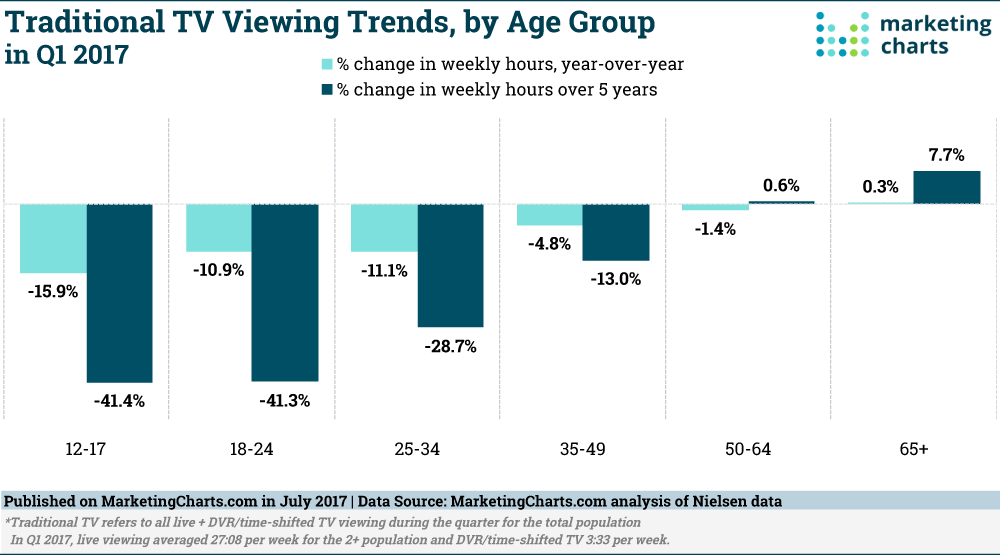 Traditional TV Viewing Trends, by Age Group
in Q1 2017
marketing
charts
% change in weekly hours, year-over-year
% change in weekly hours over 5 years
-15.9%
-41.4%
-10.9%
-41.3%
-11.1%
-28.7%
-4.8%
-13.0%
-1.4%
0.6%
0.3%
7.7%
12-17
18-24
25-34
35-49
50-64
65+
Published on MarketingCharts.com in July 2017 | Data Source: MarketingCharts.com analysis of Nielsen data
*Traditional TV refers to all live + DVR/time-shifted TV viewing during the quarter for the total population
In Q1 2017, live viewing averaged 27:08 per week for the 2+ population and DVR/time-shifted TV 3:33 per week.